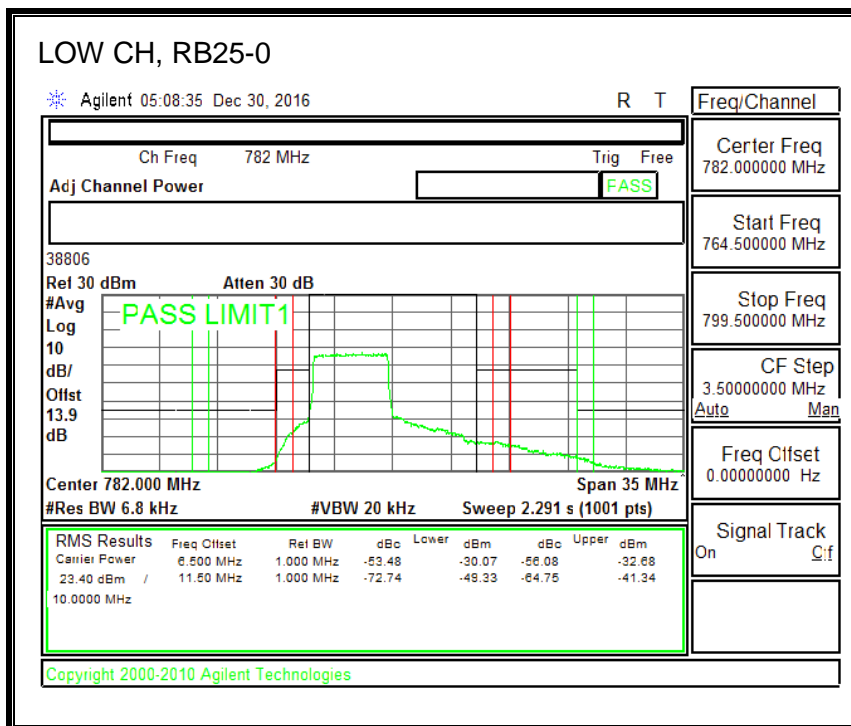 LOW CH, RB25-0
Agilent 05:08:35 Dec 30, 2016 R T
Freq/Channel
Ch Freq 782 MHz Trig Free
Center Freq
782.000000 MHz
Adj Channel Power PASS
Start Freq
764.500000 MHz
38806
Ref 30 dBm Atten 30 dB
#Avg
Log
10
dB/
Offst
13.9
dB
PASS LIMIT1
Stop Freq
799.500000 MHz
CF Step
3.50000000 MHz
Auto Man
Center 782.000 MHz Span 35 MHz
#Res BW 6.8 kHz #VBW 20 kHz Sweep 2.291 s (1001 pts)
Freq Offset
0.00000000 Hz
RMS Results Freq Offset Ref BW dBc Lower dBm dBc Upper dBm
Carrier Power 6.500 MHz 1.000 MHz -53.48 -30.07 -56.08 -32.68
23.40 dBm / 11.50 MHz 1.000 MHz -72.74 -49.33 -64.75 -41.34
10.0000 MHz
Signal Track
On Off
Copyright 2000-2010 Agilent Technologies